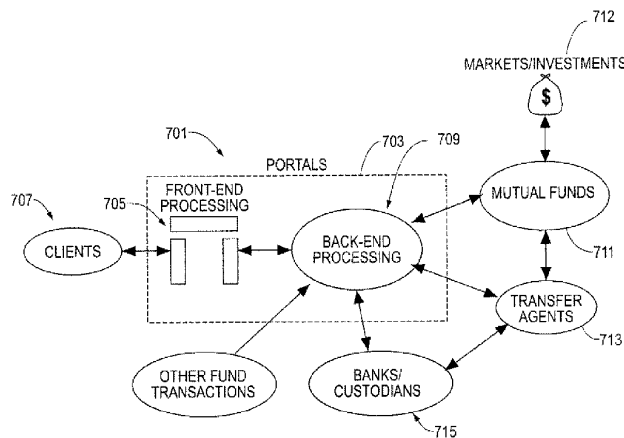 712
MARKETS/INVESTMENTS
$
701
703
709
PORTALS
FRONT-END
PROCESSING
705
707
CLIENTS
BACK-END
PROCESSING
MUTUAL FUNDS
711
TRANSFER
AGENTS
713
OTHER FUND
TRANSACTIONS
BANKS/
CUSTODIANS
715